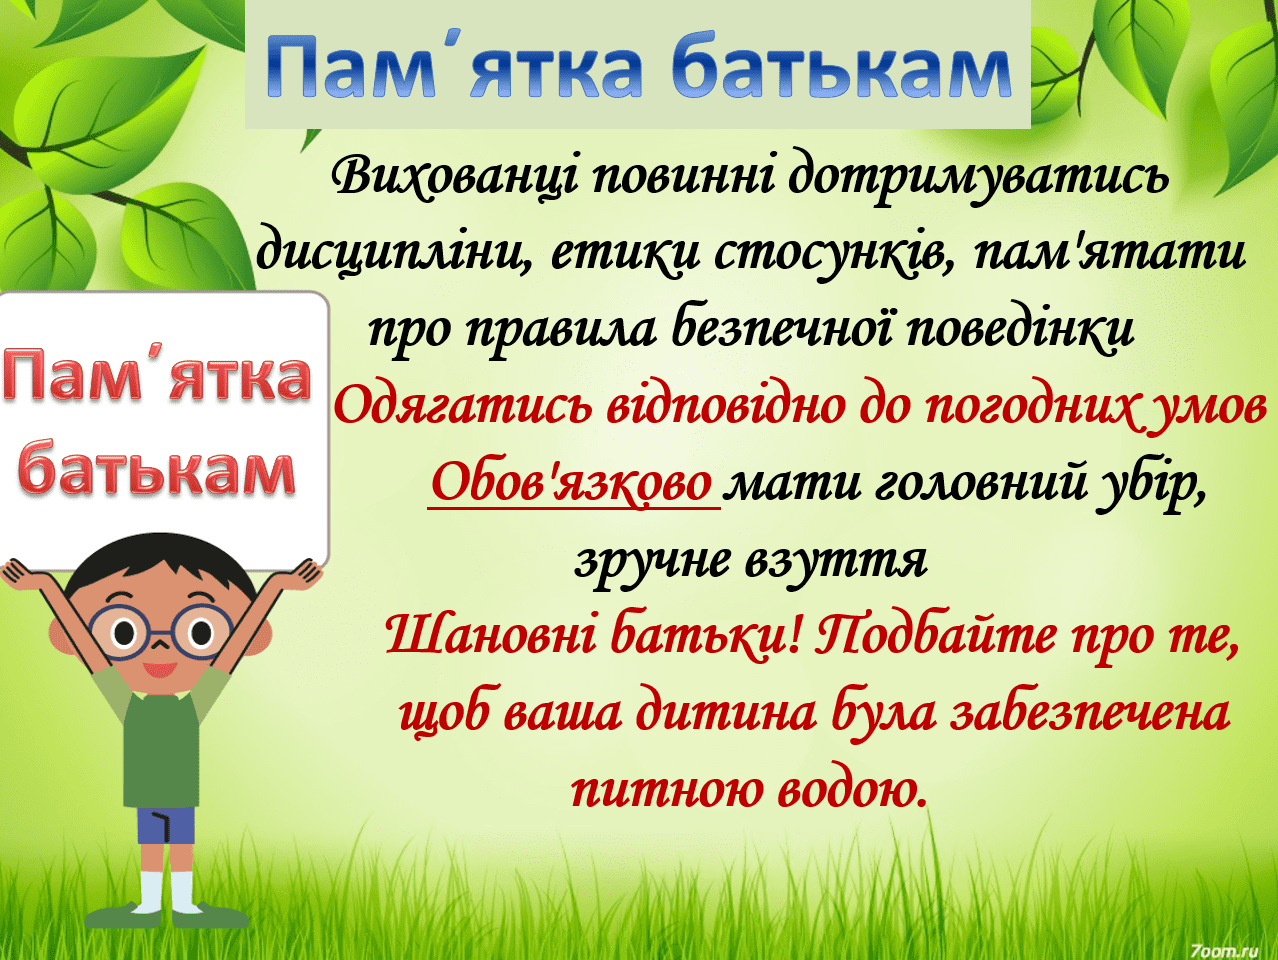 Пам´ятка батькам
Вихованці повинні дотримуватись
дисципліни, етики стосунків, пам'ятати
про правила безпечної поведінки
Одягатись відповідно до погодних умов
Обов'язково мати головний убір,
зручне взуття
Шановні батьки! Подбайте про те,
щоб ваша дитина була забезпечена
питною водою.
Пам´ятка
батькам
7oom.ru